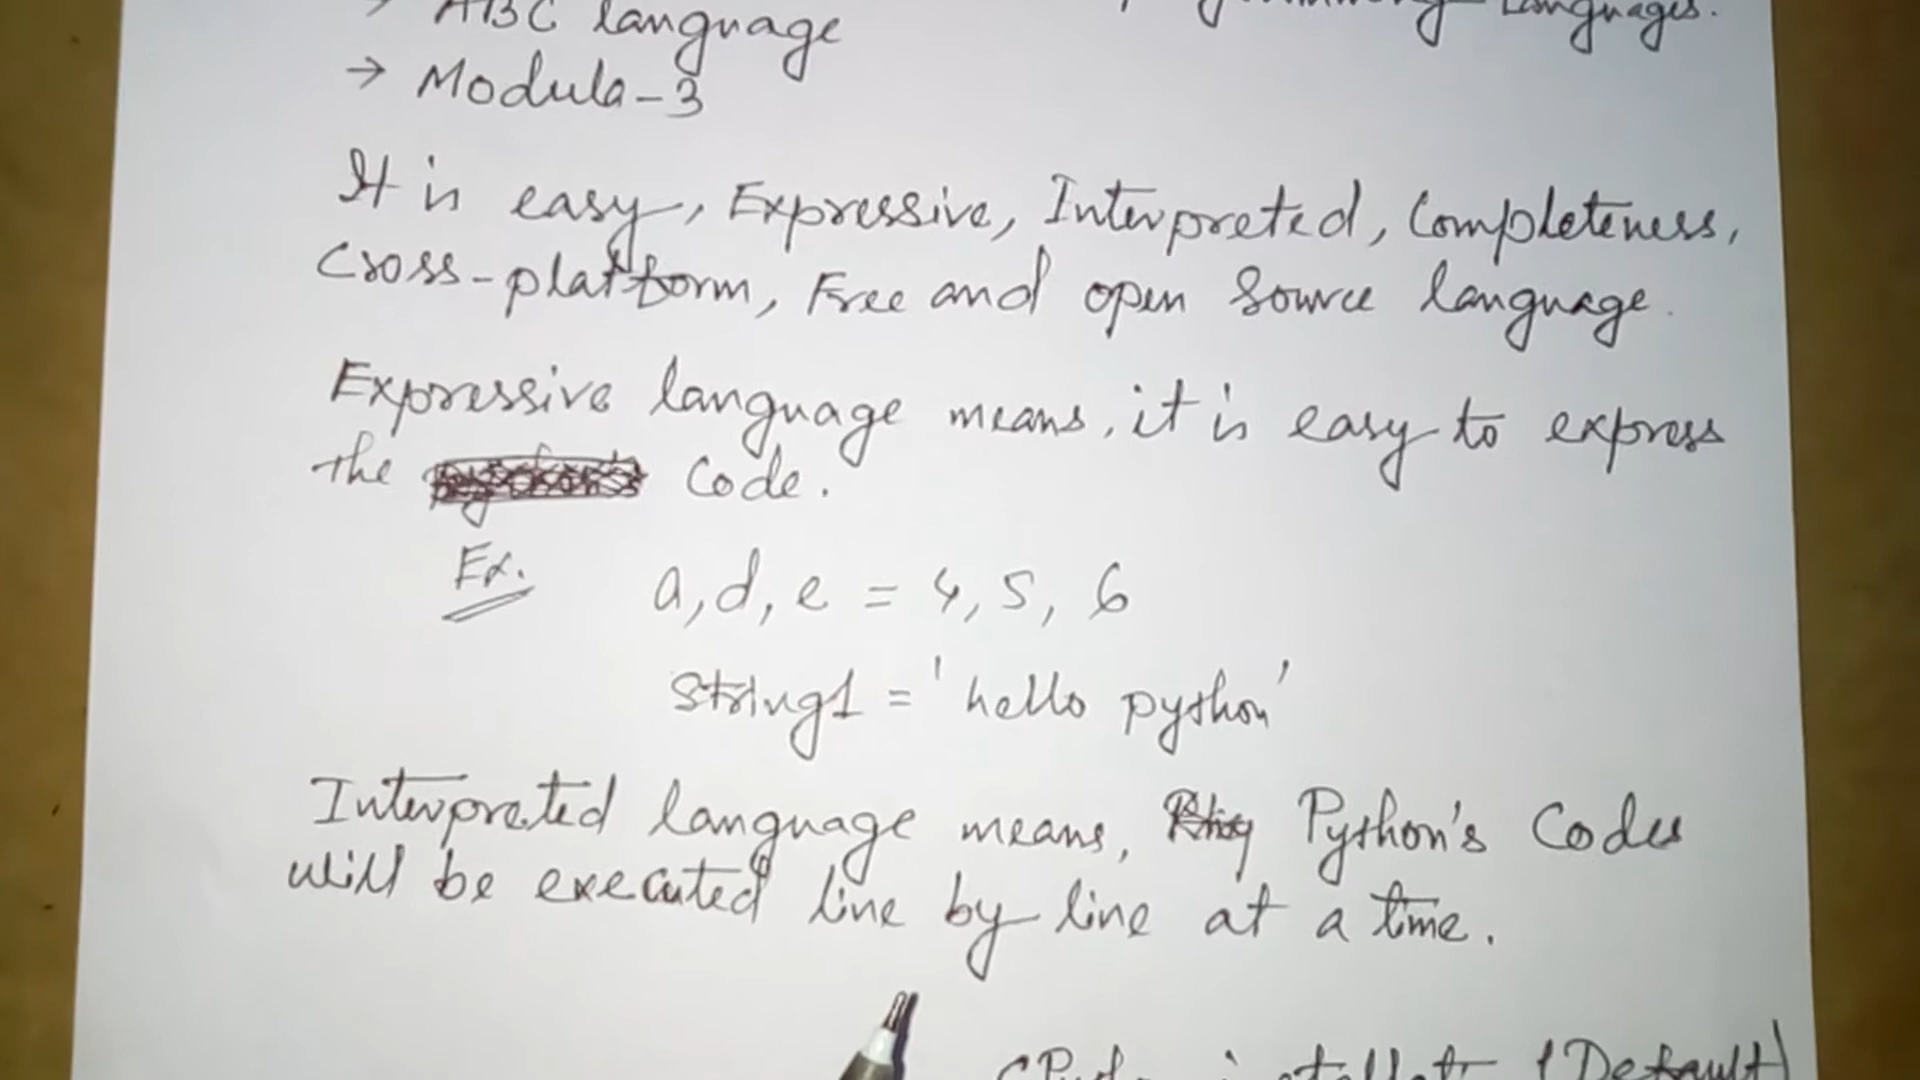 → ABC language Languages.
→ Modula-3
It is easy, Expressive, Interpreted, Completeness,
Cross-platform, Free and open source language.
Expressive language means, it is easy to express
the code.
Ex. a,d,e = 4,5,6
string1 = 'hello python'
Interpreted language means, Python's Codes
will be executed line by line at a time.
(Default)